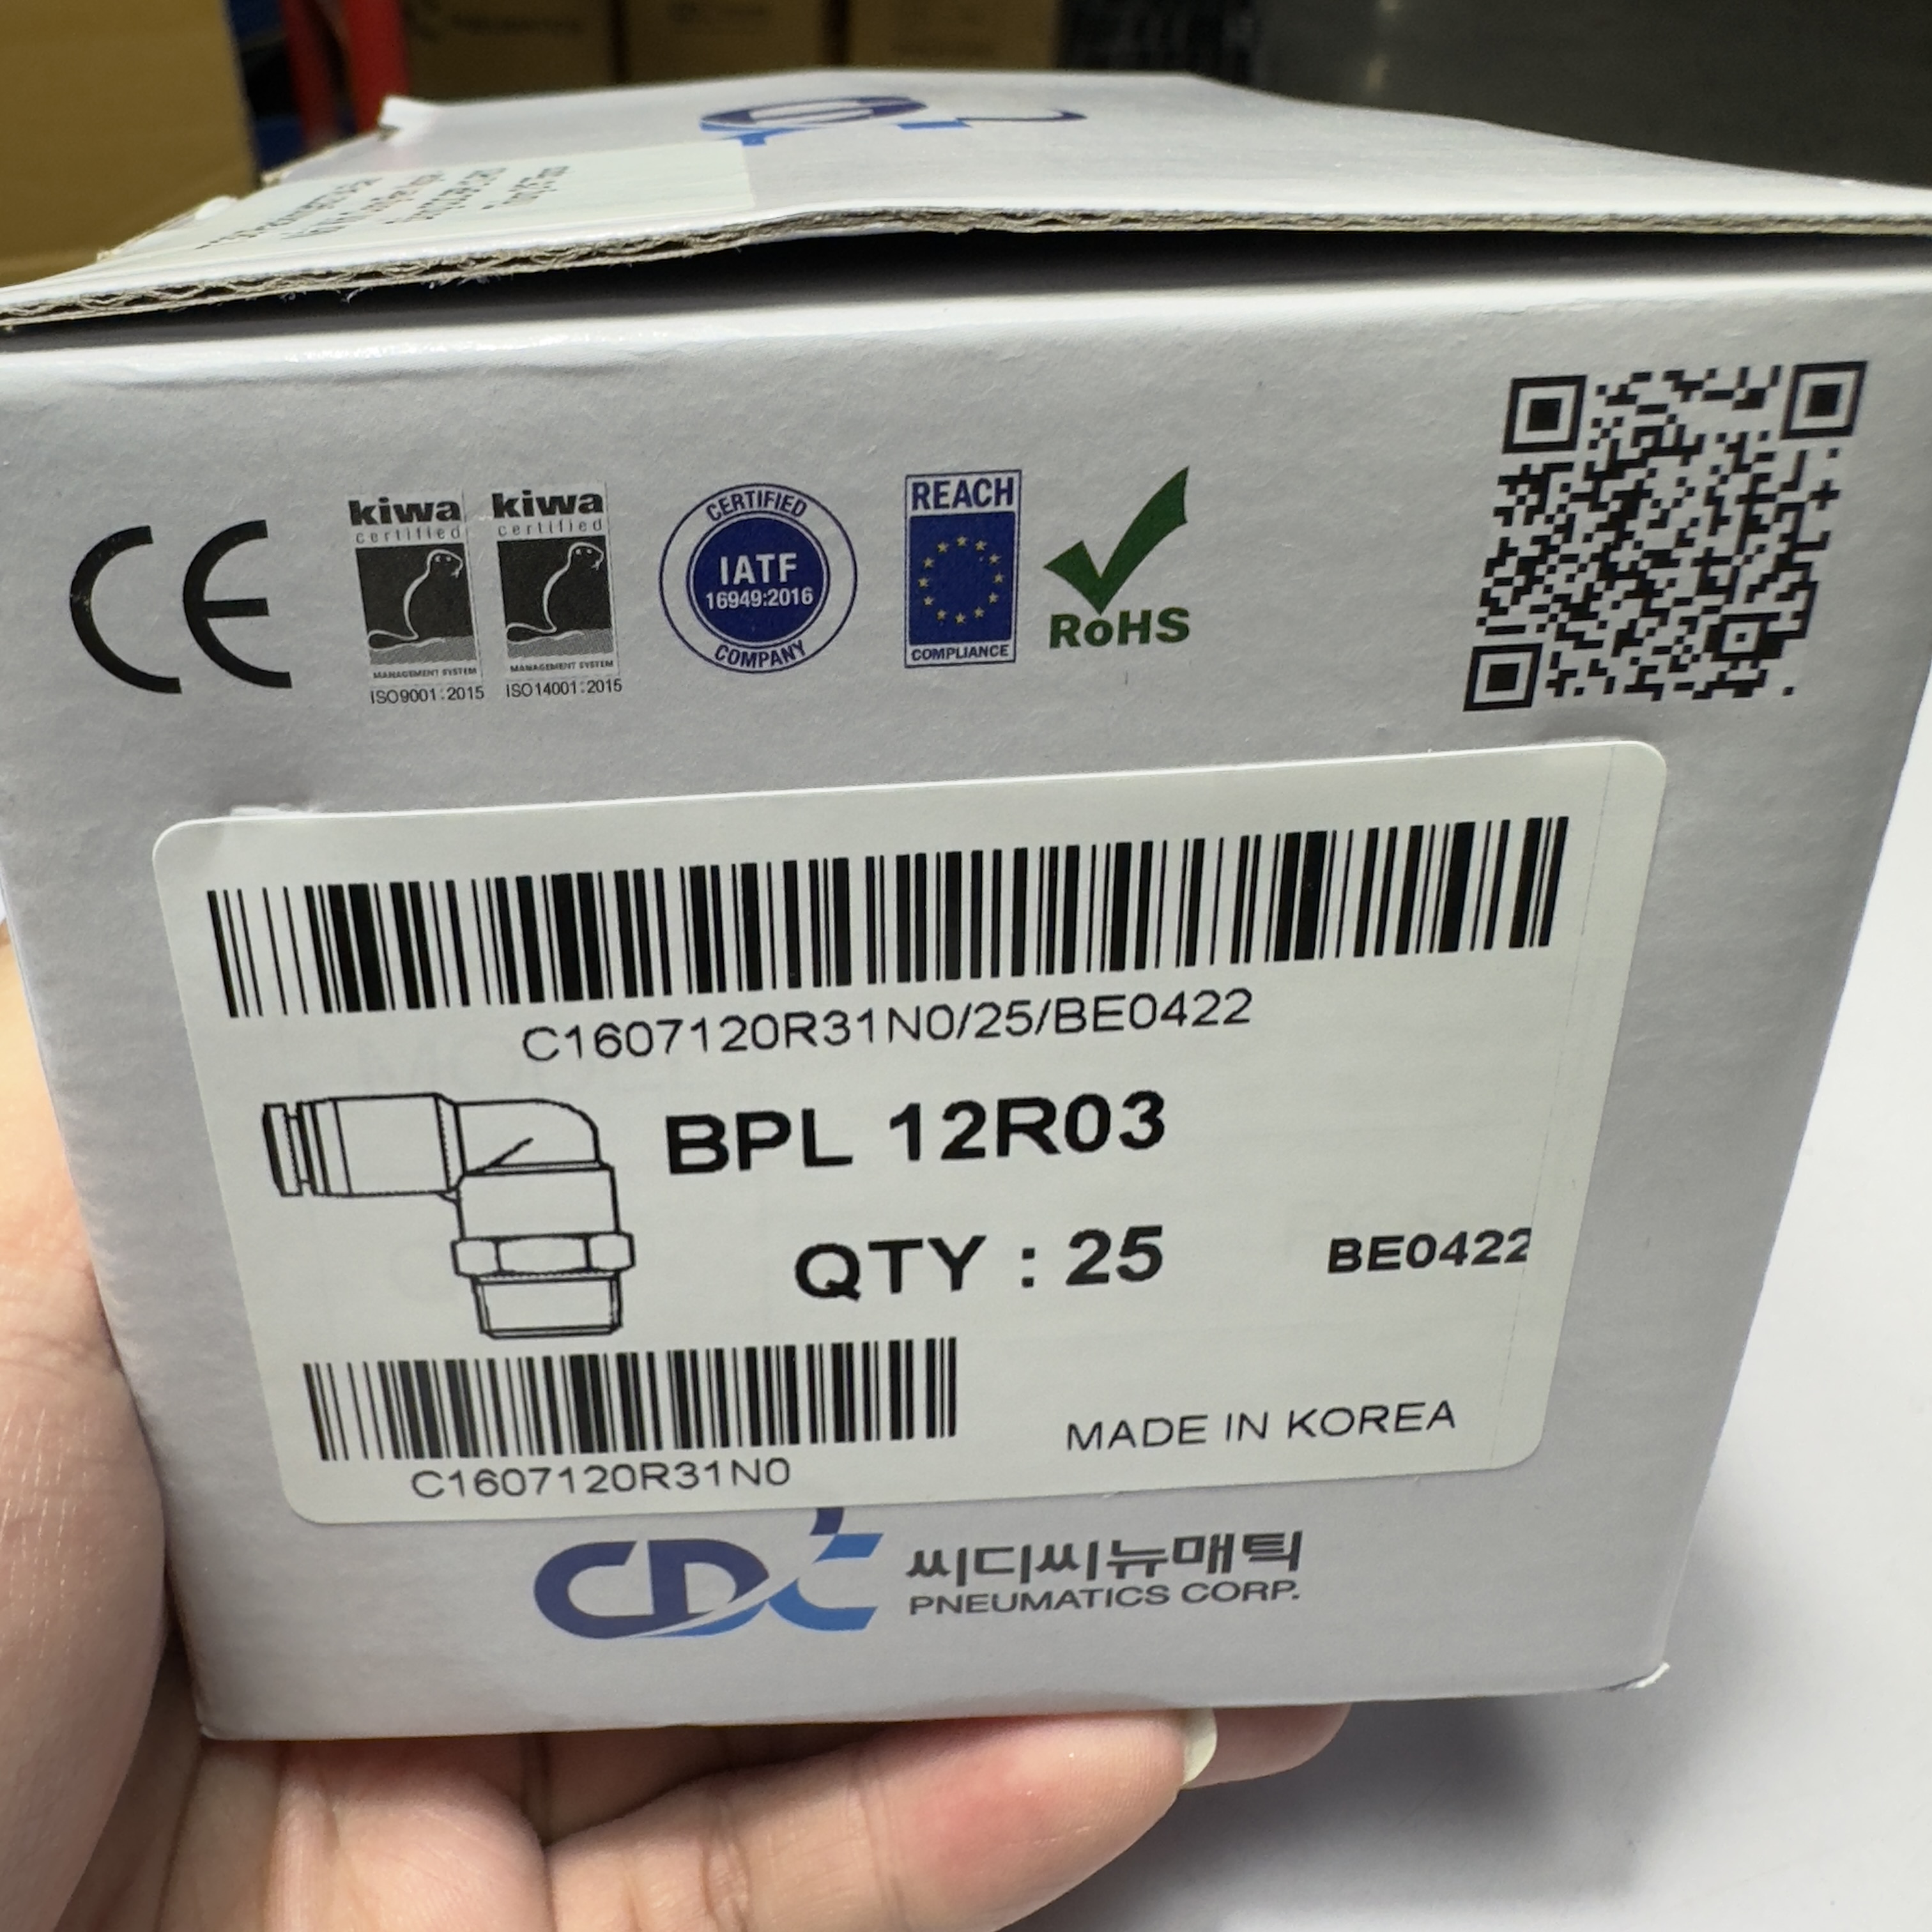 CE
kiwa
certified
MANAGEMENT SYSTEM
ISO9001:2015
kiwa
certified
MANAGEMENT SYSTEM
ISO14001:2015
CERTIFIED
IATF
16949:2016
COMPANY
REACH
COMPLIANCE
RoHS
C1607120R31N0/25/BE0422
BPL 12R03
QTY : 25
BE0422
C1607120R31N0
MADE IN KOREA
CDC
씨디씨뉴매틱
PNEUMATICS CORP.